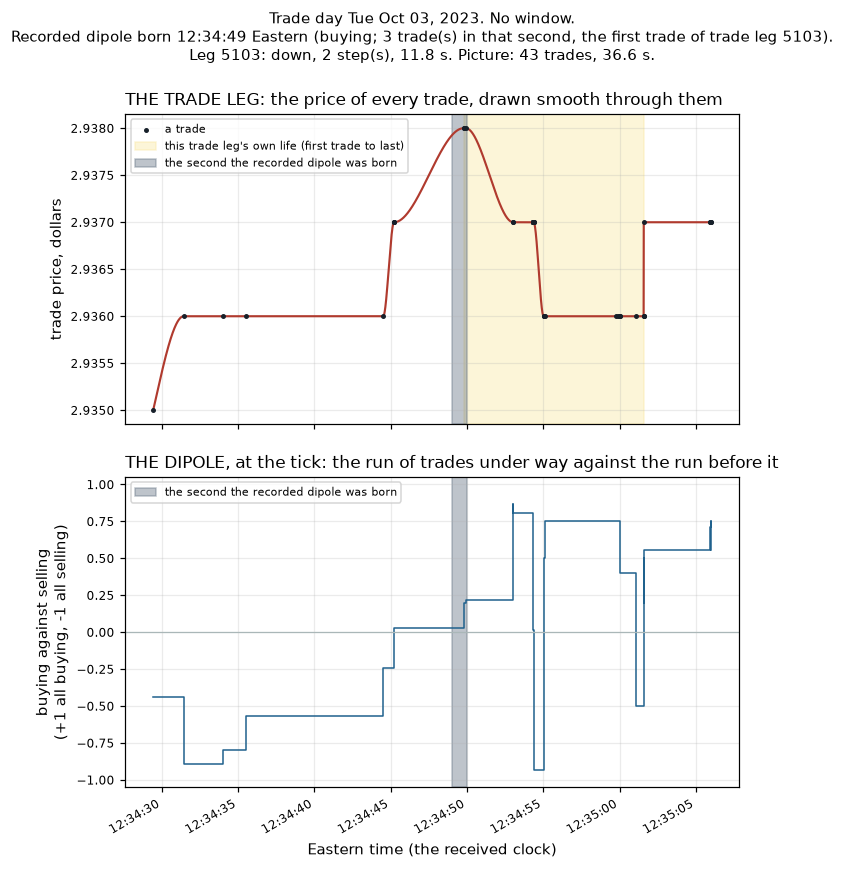 Trade day Tue Oct 03, 2023. No window.
Recorded dipole born 12:34:49 Eastern (buying; 3 trade(s) in that second, the first trade of trade leg 5103).
Leg 5103: down, 2 step(s), 11.8 s. Picture: 43 trades, 36.6 s.
THE TRADE LEG: the price of every trade, drawn smooth through them
a trade
this trade leg's own life (first trade to last)
the second the recorded dipole was born
trade price, dollars
2.9380
2.9375
2.9370
2.9365
2.9360
2.9355
2.9350
THE DIPOLE, at the tick: the run of trades under way against the run before it
the second the recorded dipole was born
buying against selling
(+1 all buying, -1 all selling)
1.00
0.75
0.50
0.25
0.00
−0.25
−0.50
−0.75
−1.00
12:34:30
12:34:35
12:34:40
12:34:45
12:34:50
12:34:55
12:35:00
12:35:05
Eastern time (the received clock)